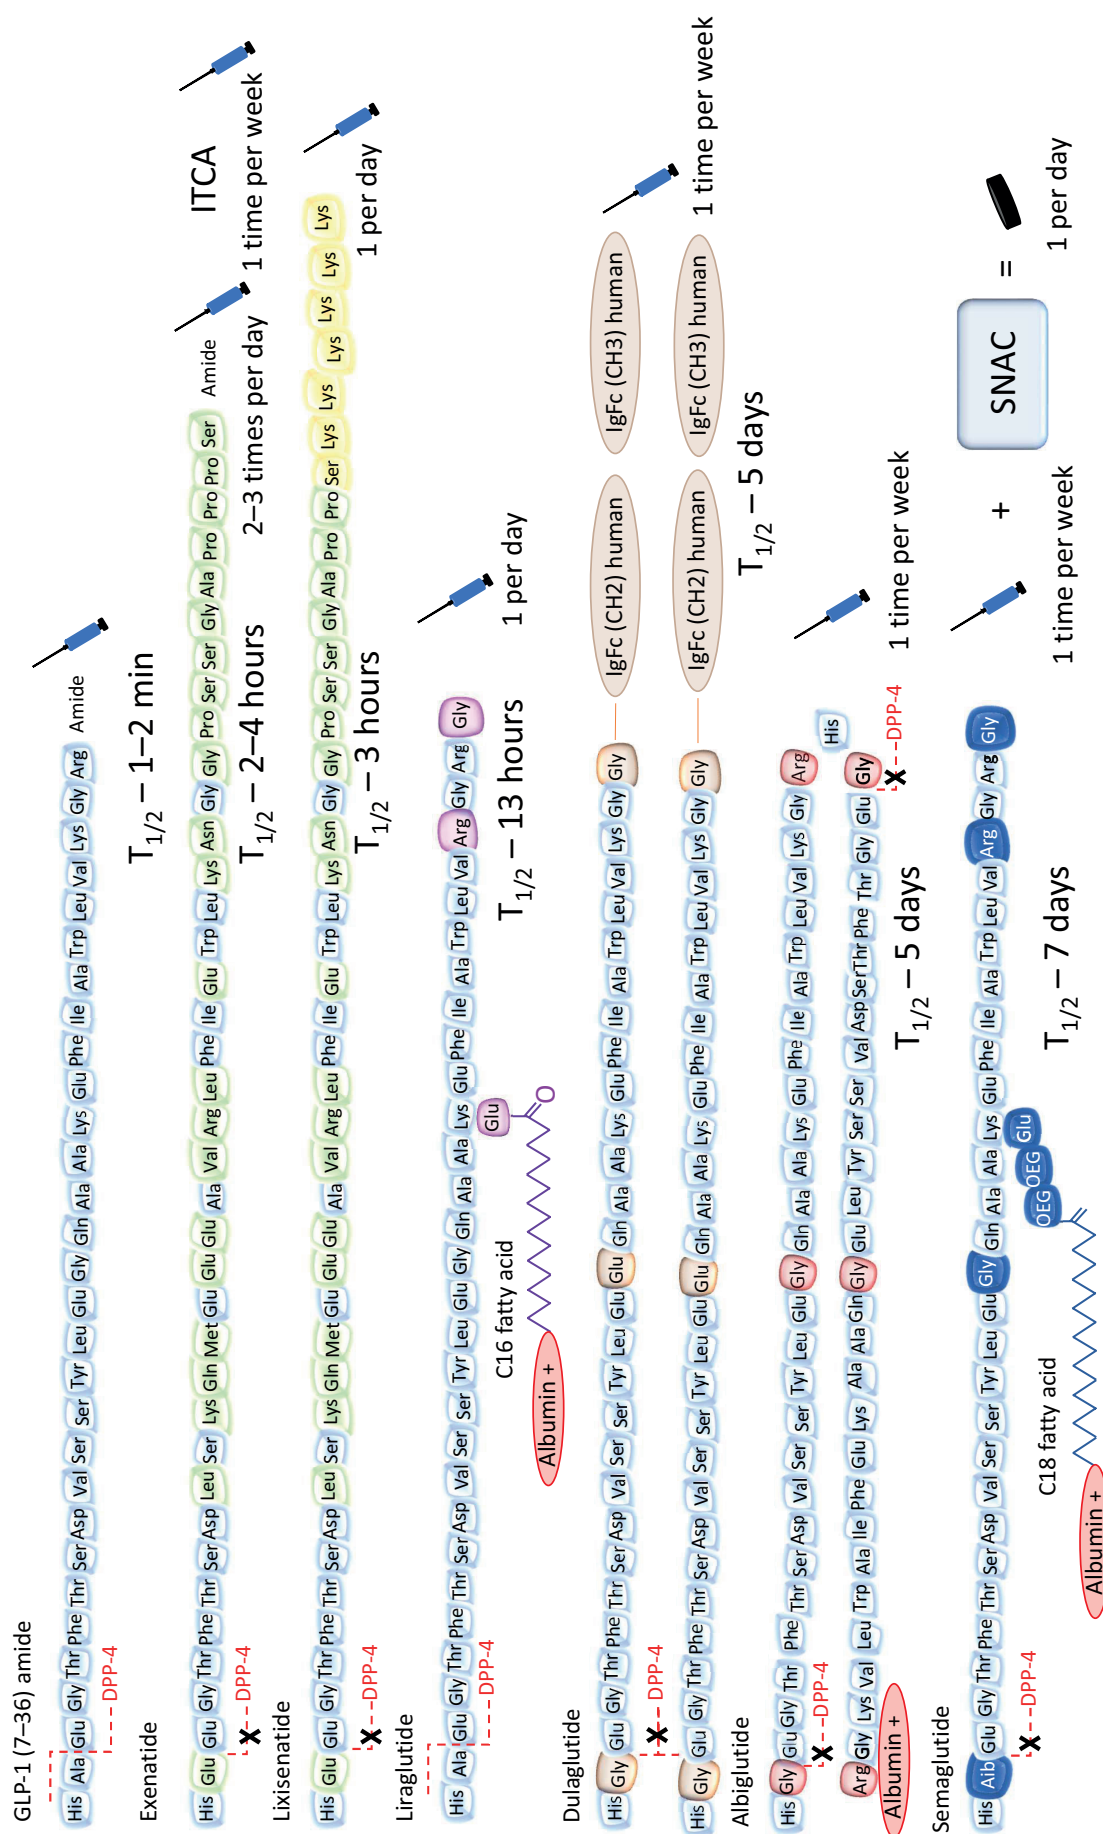 GLP-1 (7–36) amide
His Ala Glu Gly Thr Phe Thr Ser Asp Val Ser Ser Tyr Leu Glu Gly Gln Ala Ala Lys Glu Phe Ile Ala Trp Leu Val Lys Gly Arg Amide
DPP-4
T1/2 – 1–2 min
Exenatide
His Glu Glu Gly Thr Phe Thr Ser Asp Leu Ser Lys Gln Met Glu Glu Glu Ala Val Arg Leu Phe Ile Glu Trp Leu Lys Asn Gly Gly Pro Ser Ser Gly Ala Pro Pro Pro Ser Amide
ITCA
DPP-4
T1/2 – 2–4 hours
2–3 times per day
1 time per week
Lixisenatide
His Glu Glu Gly Thr Phe Thr Ser Asp Leu Ser Lys Gln Met Glu Glu Glu Ala Val Arg Leu Phe Ile Glu Trp Leu Lys Asn Gly Gly Pro Ser Ser Gly Ala Pro Pro Ser Lys Lys Lys Lys Lys Lys
DPP-4
T1/2 – 3 hours
1 per day
Liraglutide
His Ala Glu Gly Thr Phe Thr Ser Asp Val Ser Ser Tyr Leu Glu Gly Gln Ala Ala Lys Glu Phe Ile Ala Trp Leu Val Arg Gly Arg Gly
DPP-4
Glu
O
C16 fatty acid
Albumin +
T1/2 – 13 hours
1 per day
Dulaglutide
His Gly Glu Gly Thr Phe Thr Ser Asp Val Ser Ser Tyr Leu Glu Glu Gln Ala Ala Lys Glu Phe Ile Ala Trp Leu Val Lys Gly Gly IgFc (CH2) human IgFc (CH3) human
DPP-4
His Gly Glu Gly Thr Phe Thr Ser Asp Val Ser Ser Tyr Leu Glu Glu Gln Ala Ala Lys Glu Phe Ile Ala Trp Leu Val Lys Gly Gly IgFc (CH2) human IgFc (CH3) human
1 time per week
T1/2 – 5 days
Albiglutide
His Gly Glu Gly Thr Phe Thr Ser Asp Val Ser Ser Tyr Leu Glu Gly Gln Ala Ala Lys Glu Phe Ile Ala Trp Leu Val Lys Gly Arg
His
DPP-4
Arg Gly Lys Val Leu Trp Ala Ile Phe Glu Lys Ala Ala Gln Gly Glu Leu Tyr Ser Ser Val Asp Ser Thr Phe Thr Gly Glu Gly
DPP-4
Albumin +
T1/2 – 5 days
1 time per week
Semaglutide
His Aib Glu Gly Thr Phe Thr Ser Asp Val Ser Ser Tyr Leu Glu Gly Gln Ala Ala Lys Glu Phe Ile Ala Trp Leu Val Arg Gly Arg Gly
DPP-4
OEG OEG Glu
C18 fatty acid
Albumin +
T1/2 – 7 days
1 time per week
+ SNAC =
1 per day